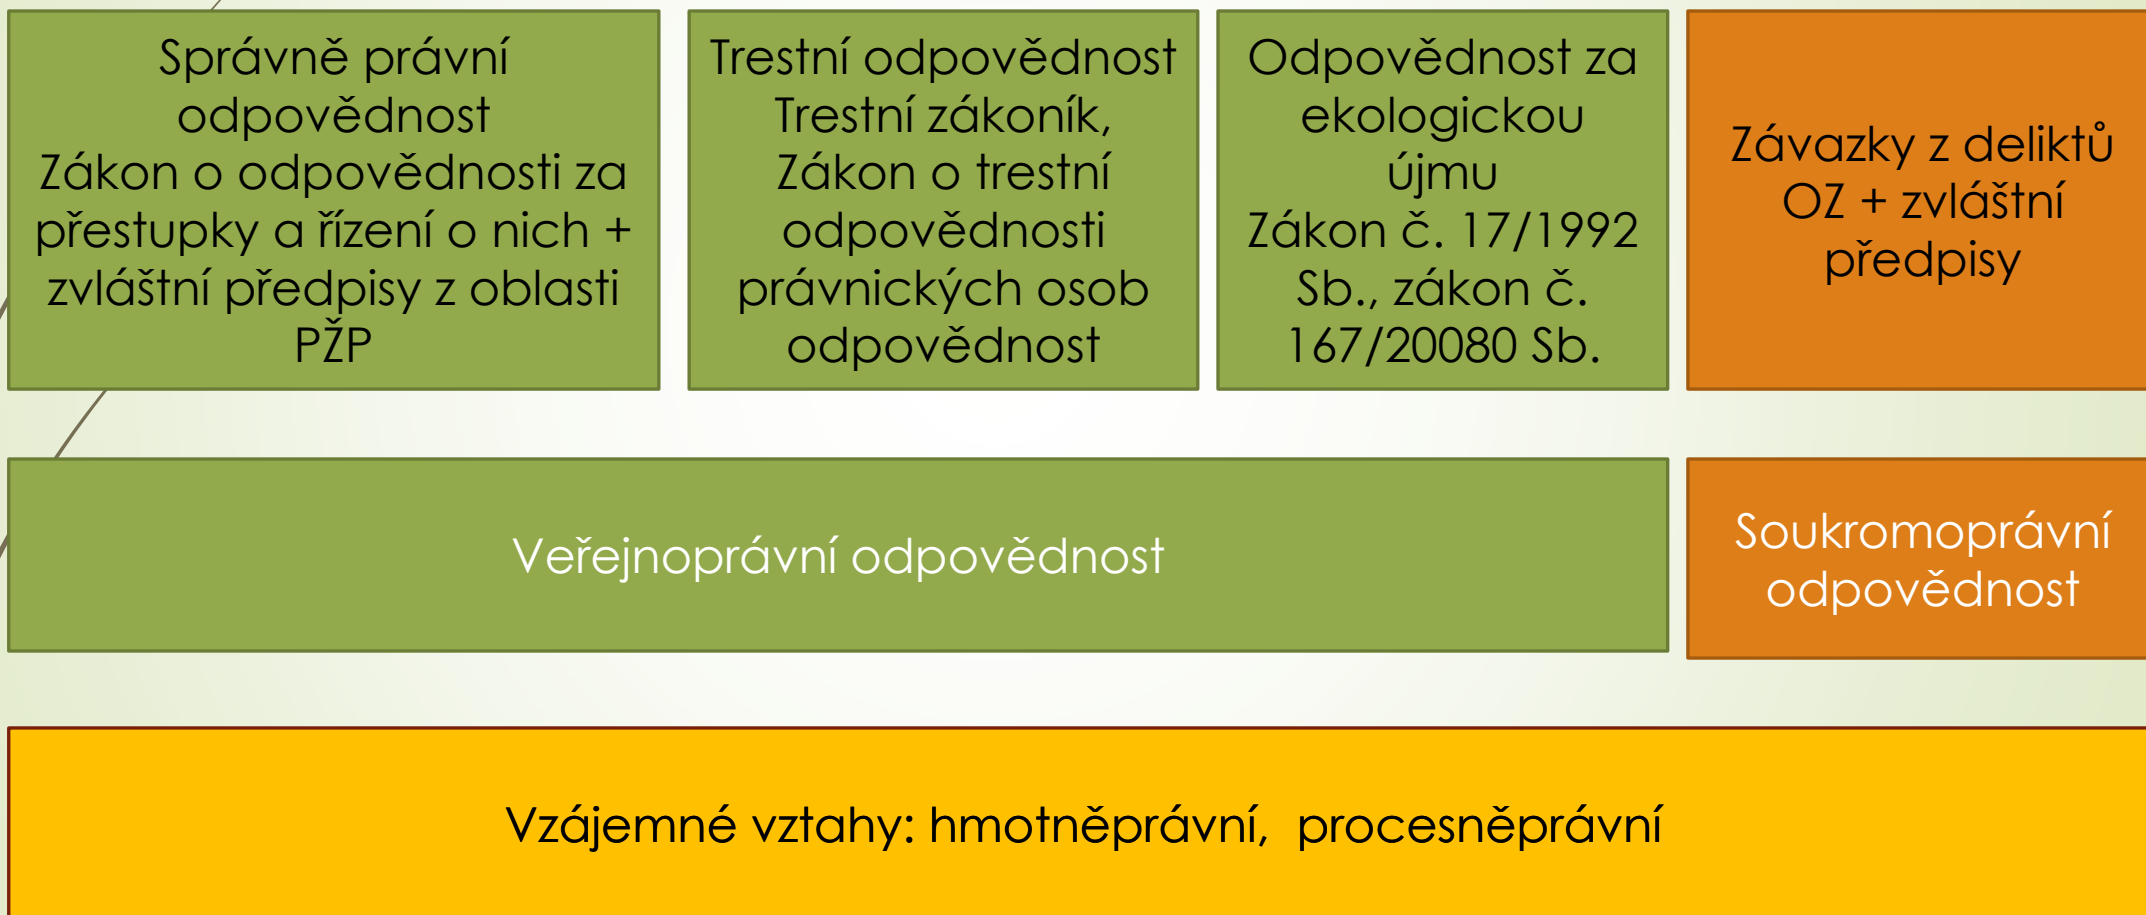 Správně právní
odpovědnost
Zákon o odpovědnosti za
přestupky a řízení o nich +
zvláštní předpisy z oblasti
PŽP
Trestní odpovědnost
Trestní zákoník,
Zákon o trestní
odpovědnosti
právnických osob
odpovědnost
Odpovědnost za
ekologickou
újmu
Zákon č. 17/1992
Sb., zákon č.
167/20080 Sb.
Závazky z deliktů
OZ + zvláštní
předpisy
Veřejnoprávní odpovědnost
Soukromoprávní
odpovědnost
Vzájemné vztahy: hmotněprávní, procesněprávní